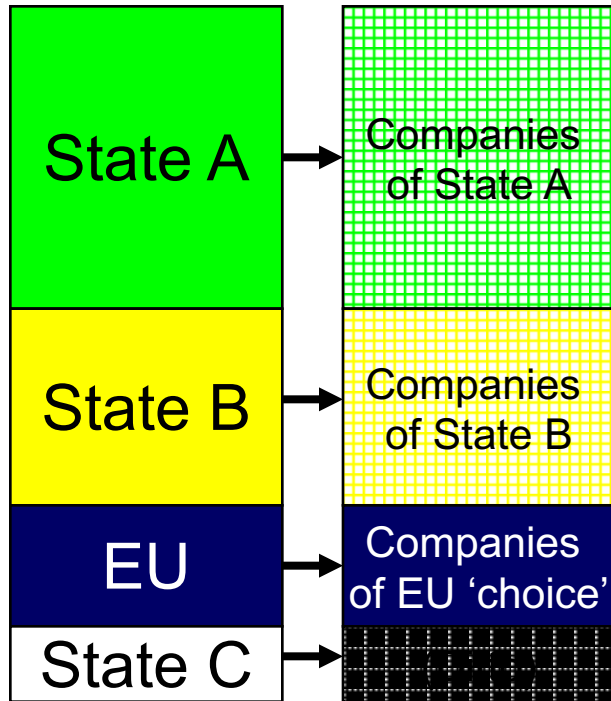 State A
Companies
of State A
State B
Companies
of State B
EU
Companies
of EU ‘choice’
State C